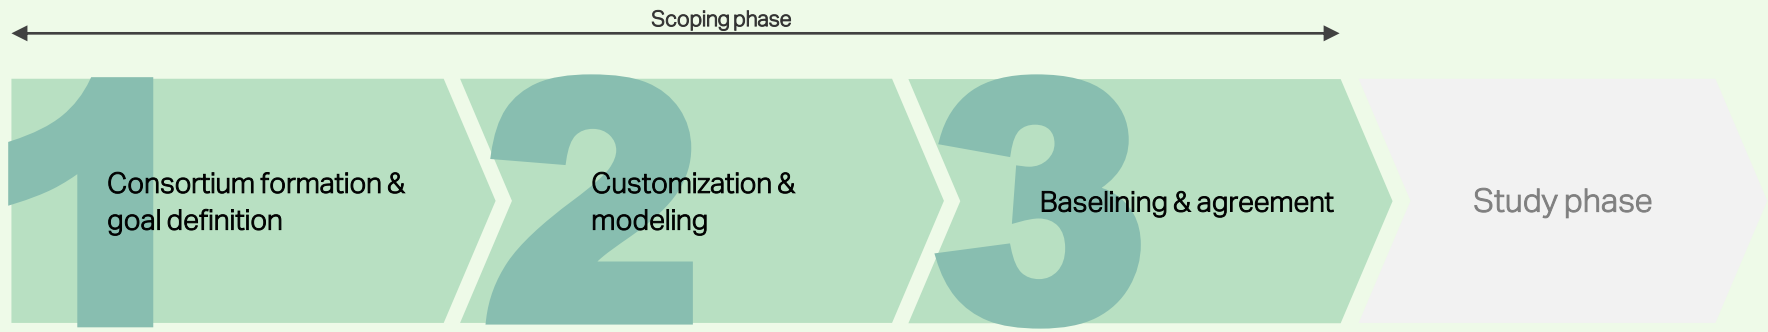 Scoping phase
1
Consortium formation &
goal definition
2
Customization &
modeling
3
Baselining & agreement
Study phase